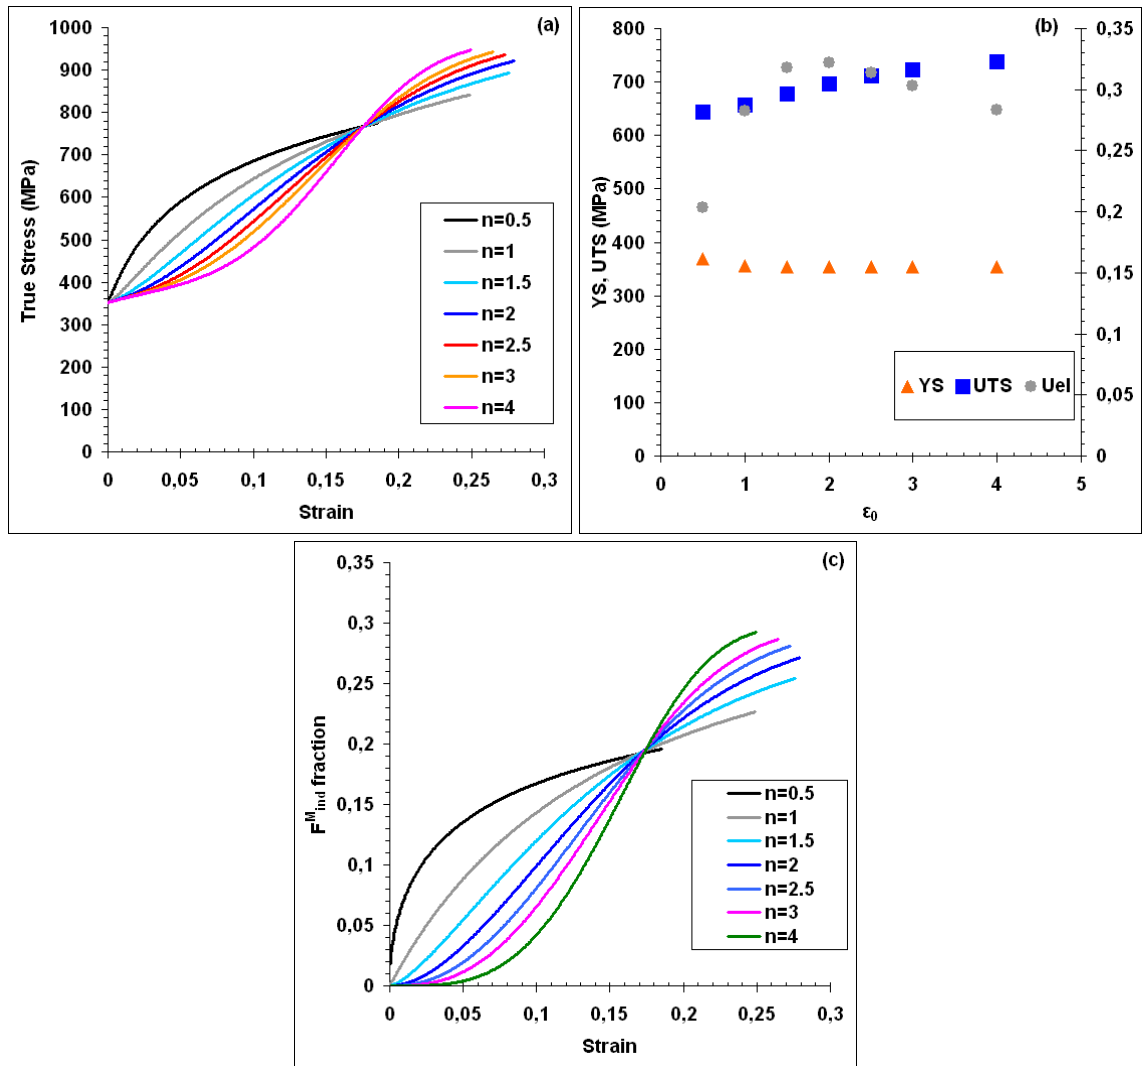 (a)
1000
900
800
700
600
500
400
300
200
100
0
True Stress (MPa)
n=0.5
n=1
n=1.5
n=2
n=2.5
n=3
n=4
0 0,05 0,1 0,15 0,2 0,25 0,3
Strain
(b)
800
700
600
500
400
300
200
100
0
YS, UTS (MPa)
0,35
0,3
0,25
0,2
0,15
0,1
0,05
0
YS UTS Uel
0 1 2 3 4 5
ε0
(c)
0,35
0,3
0,25
0,2
0,15
0,1
0,05
0
F^M_ind fraction
n=0.5
n=1
n=1.5
n=2
n=2.5
n=3
n=4
0 0,05 0,1 0,15 0,2 0,25 0,3
Strain